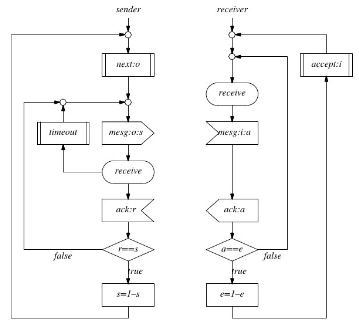 sender
receiver
next:o
accept:i
receive
timeout
mesg:o:s
mesg:i:a
receive
ack:r
ack:a
r==s
a==e
false
true
true
false
s=1-s
e=1-e